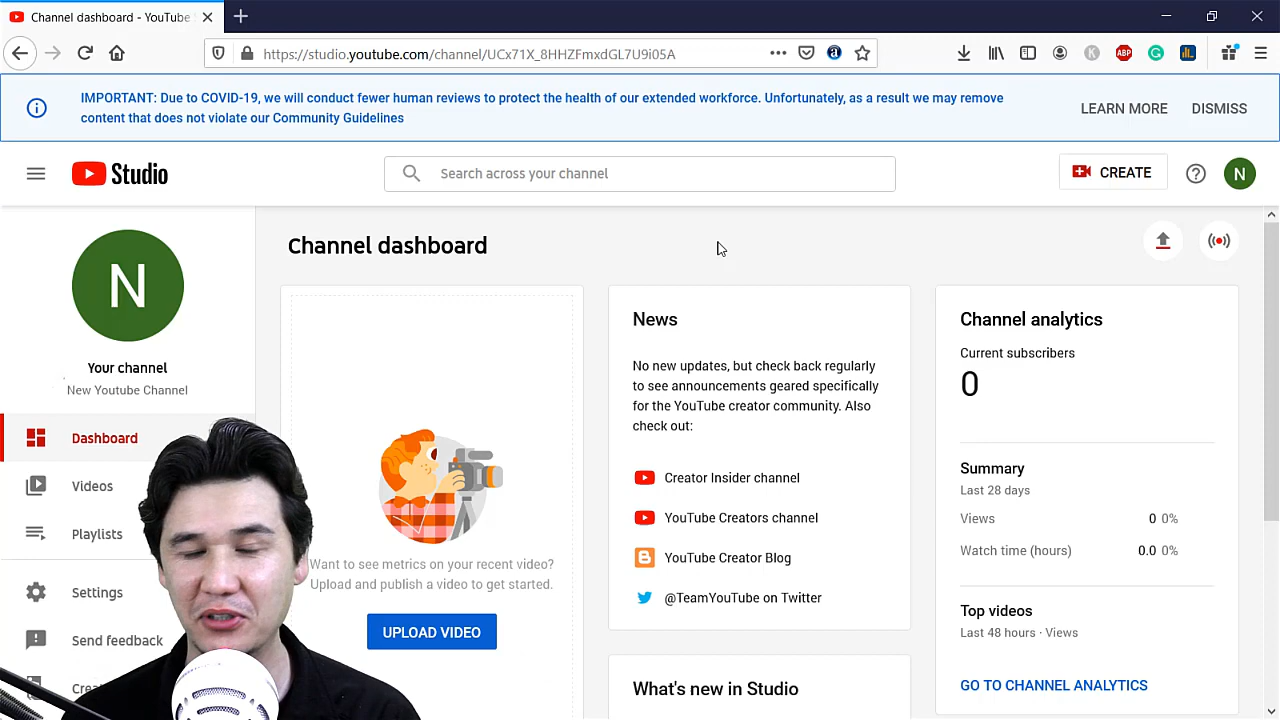 Channel dashboard - YouTube
https://studio.youtube.com/channel/UCx71X_8HHZFmxdGL7U9i05A
IMPORTANT: Due to COVID-19, we will conduct fewer human reviews to protect the health of our extended workforce. Unfortunately, as a result we may remove
content that does not violate our Community Guidelines
LEARN MORE
DISMISS
Studio
Search across your channel
CREATE
N
N
Your channel
New Youtube Channel
Dashboard
Videos
Playlists
Settings
Send feedback
Channel dashboard
Want to see metrics on your recent video?
Upload and publish a video to get started.
UPLOAD VIDEO
News
No new updates, but check back regularly
to see announcements geared specifically
for the YouTube creator community. Also
check out:
Creator Insider channel
YouTube Creators channel
YouTube Creator Blog
@TeamYouTube on Twitter
What's new in Studio
Channel analytics
Current subscribers
0
Summary
Last 28 days
Views 0 0%
Watch time (hours) 0.0 0%
Top videos
Last 48 hours · Views
GO TO CHANNEL ANALYTICS